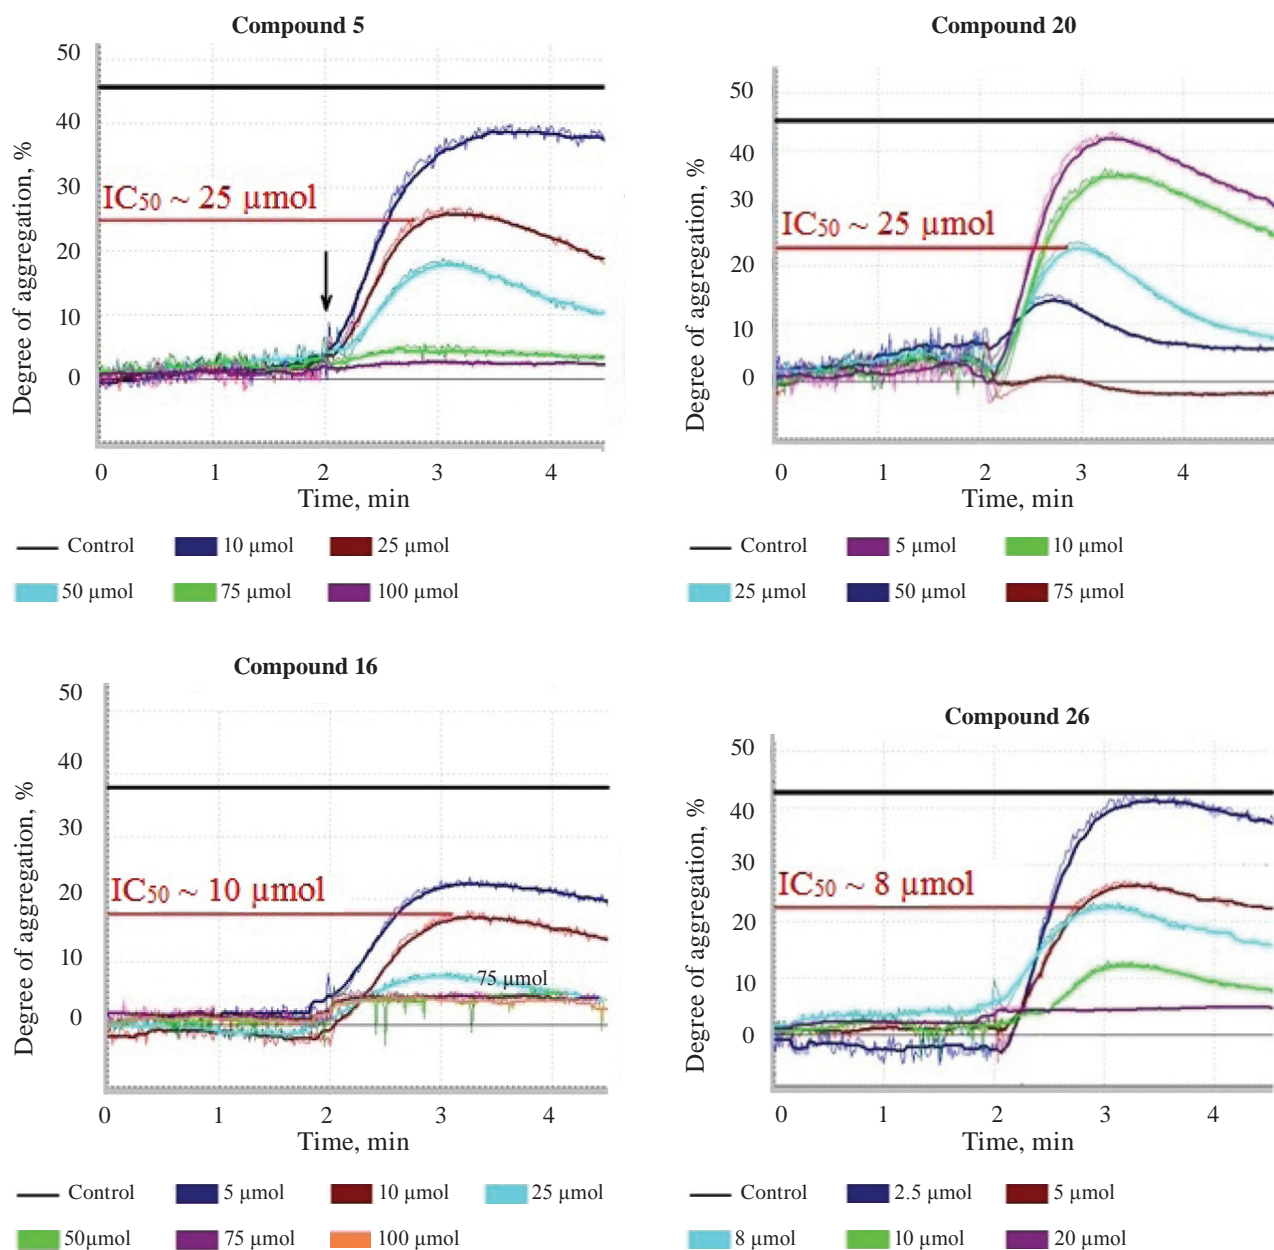 Compound 5
50
40
30
20
10
0
Degree of aggregation, %
IC50 ~ 25 µmol
0 1 2 3 4
Time, min
Control 10 µmol 25 µmol
50 µmol 75 µmol 100 µmol
Compound 20
50
40
30
20
10
0
Degree of aggregation, %
IC50 ~ 25 µmol
0 1 2 3 4
Time, min
Control 5 µmol 10 µmol
25 µmol 50 µmol 75 µmol
Compound 16
50
40
30
20
10
0
Degree of aggregation, %
IC50 ~ 10 µmol
75 µmol
0 1 2 3 4
Time, min
Control 5 µmol 10 µmol 25 µmol
50µmol 75 µmol 100 µmol
Compound 26
50
40
30
20
10
0
Degree of aggregation, %
IC50 ~ 8 µmol
0 1 2 3 4
Time, min
Control 2.5 µmol 5 µmol
8 µmol 10 µmol 20 µmol